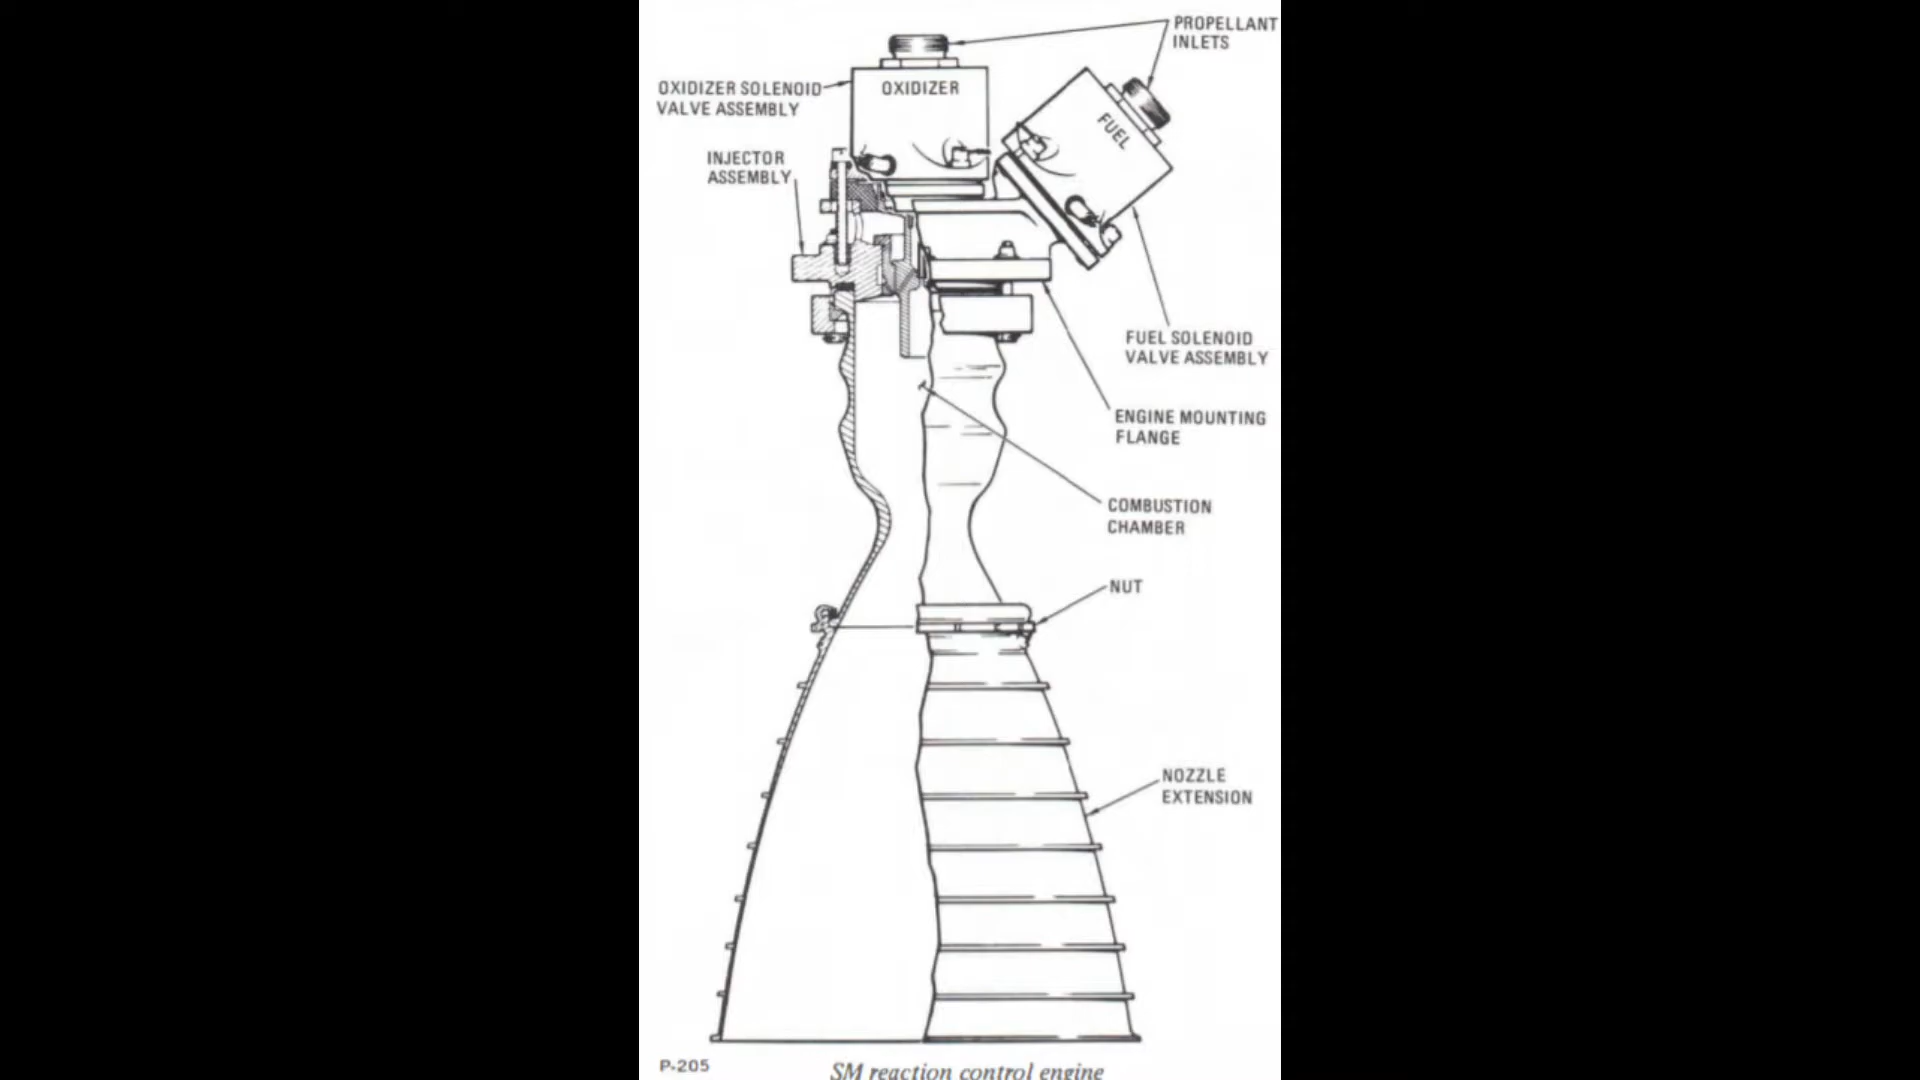 PROPELLANT
INLETS
OXIDIZER SOLENOID
VALVE ASSEMBLY
OXIDIZER
FUEL
INJECTOR
ASSEMBLY
FUEL SOLENOID
VALVE ASSEMBLY
ENGINE MOUNTING
FLANGE
COMBUSTION
CHAMBER
NUT
NOZZLE
EXTENSION
P-205
SM reaction control engine